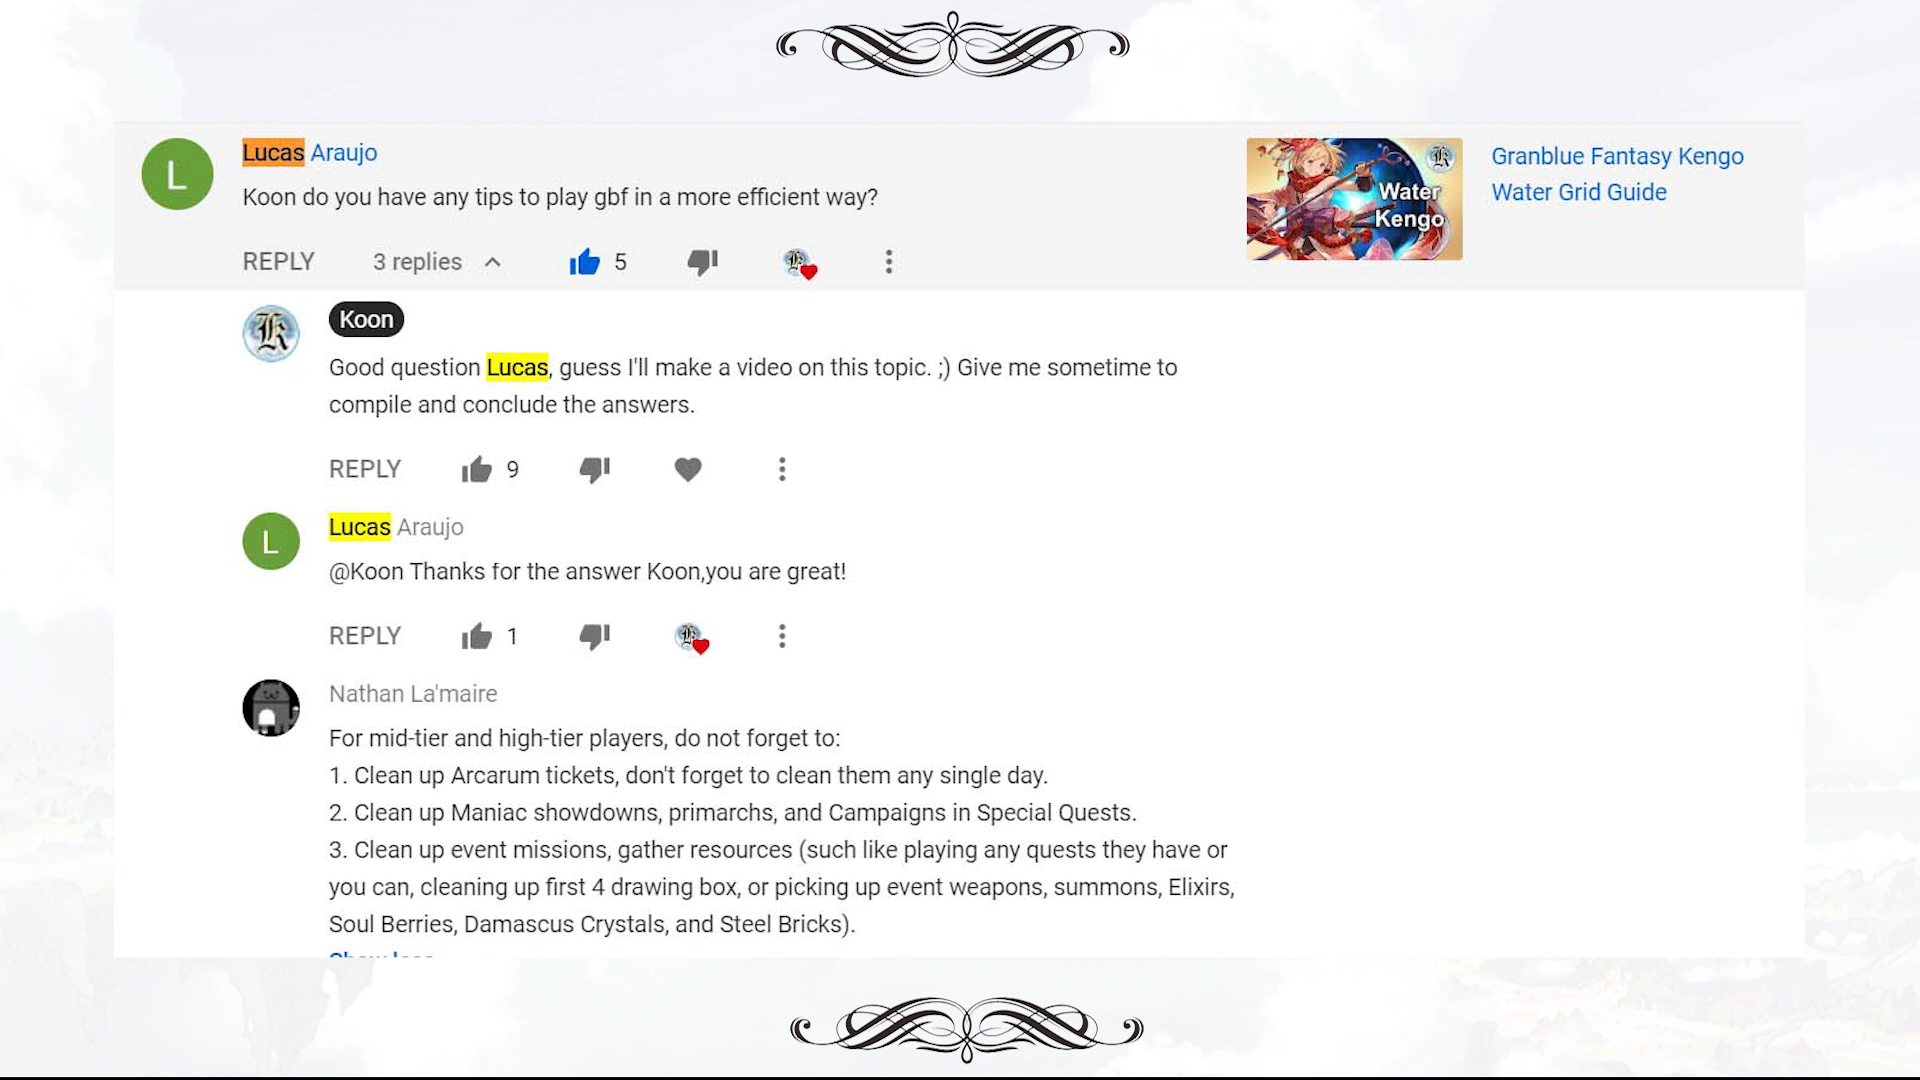 L
Lucas Araujo
Koon do you have any tips to play gbf in a more efficient way?
REPLY 3 replies 5
Water
Kengo
Granblue Fantasy Kengo
Water Grid Guide
Koon
Good question Lucas, guess I'll make a video on this topic. ;) Give me sometime to
compile and conclude the answers.
REPLY 9
L
Lucas Araujo
@Koon Thanks for the answer Koon,you are great!
REPLY 1
Nathan La'maire
For mid-tier and high-tier players, do not forget to:
1. Clean up Arcarum tickets, don't forget to clean them any single day.
2. Clean up Maniac showdowns, primarchs, and Campaigns in Special Quests.
3. Clean up event missions, gather resources (such like playing any quests they have or
you can, cleaning up first 4 drawing box, or picking up event weapons, summons, Elixirs,
Soul Berries, Damascus Crystals, and Steel Bricks).
Show less